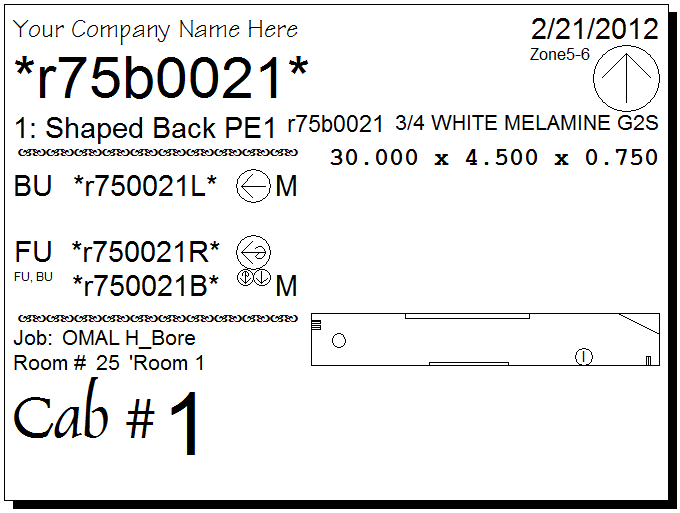 Your Company Name Here
2/21/2012
Zone5-6
*r75b0021*
1: Shaped Back PE1 r75b0021 3/4 WHITE MELAMINE G2S
30.000 x 4.500 x 0.750
BU *r750021L* M
FU *r750021R*
FU, BU *r750021B* M
Job: OMAL H_Bore
Room # 25 'Room 1
Cab # 1